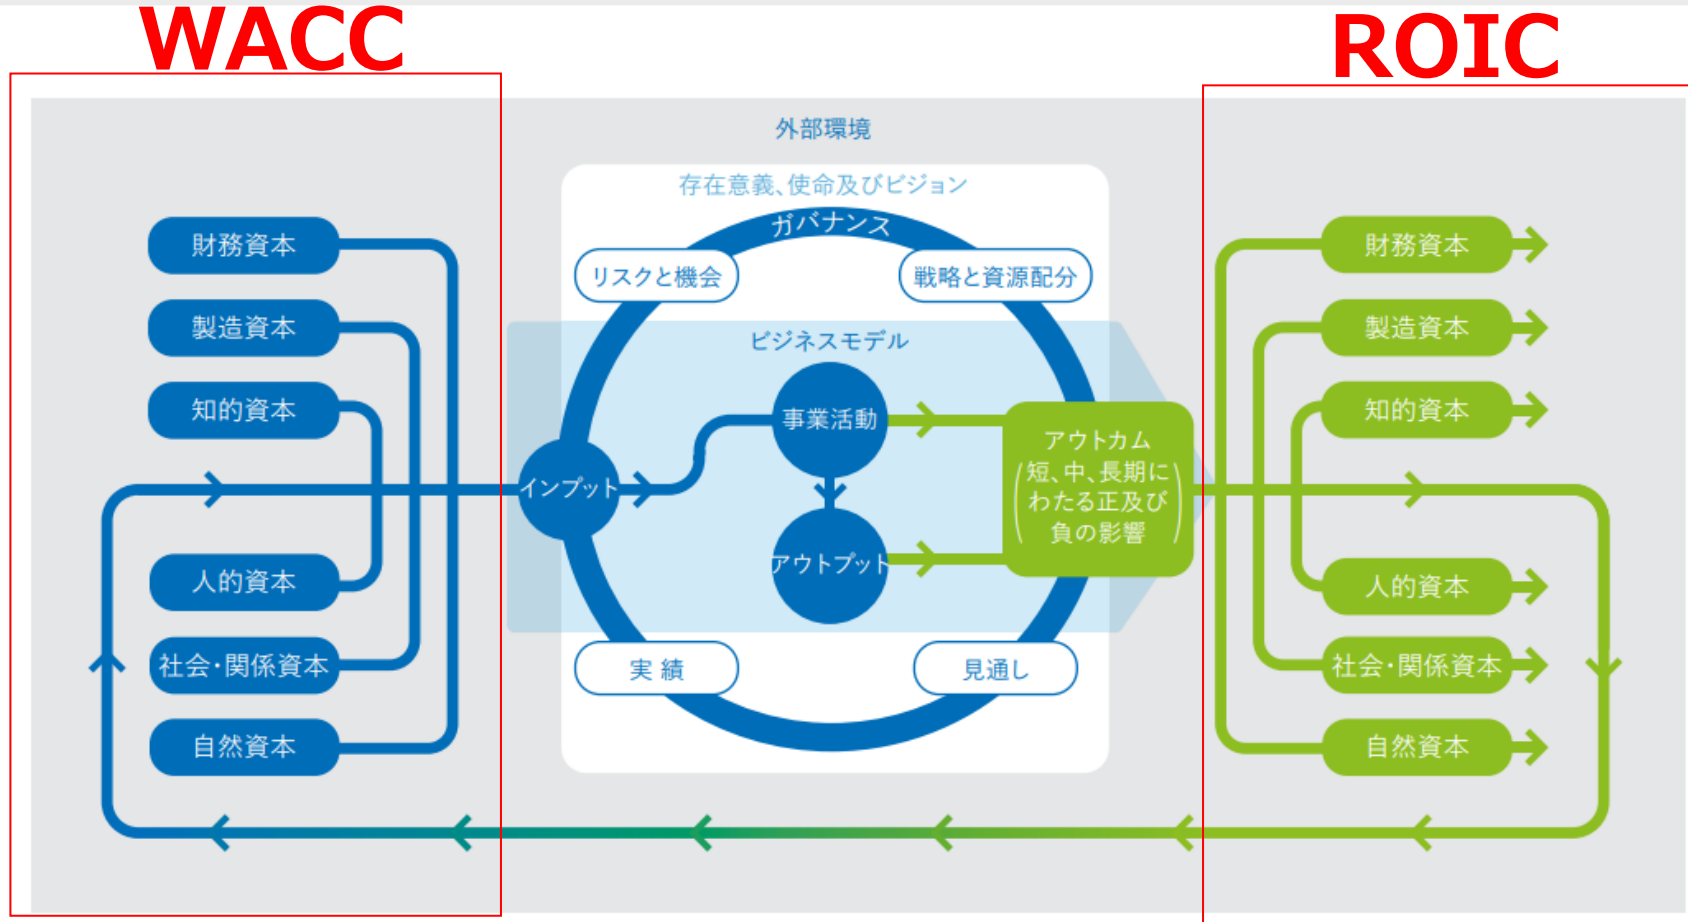 WACC
ROIC
外部環境
存在意義、使命及びビジョン
ガバナンス
リスクと機会
戦略と資源配分
ビジネスモデル
財務資本
製造資本
知的資本
人的資本
社会・関係資本
自然資本
インプット
事業活動
アウトプット
アウトカム
(短、中、長期に
わたる正及び
負の影響)
実 績
見通し
財務資本
製造資本
知的資本
人的資本
社会・関係資本
自然資本